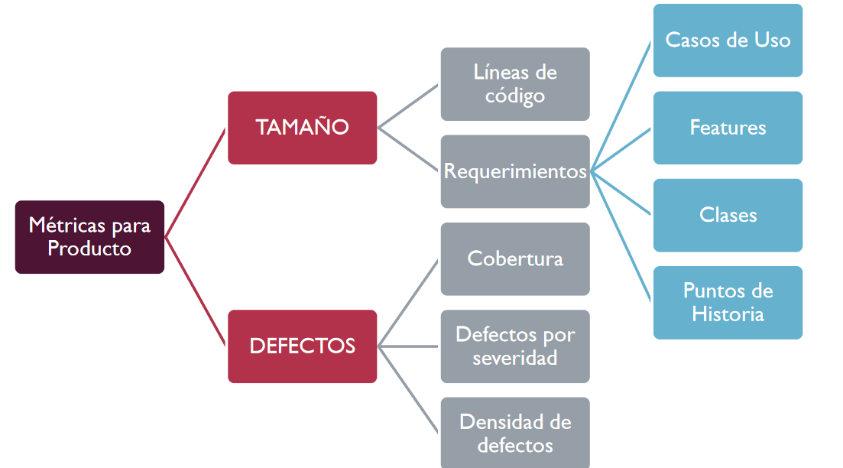 Métricas para
Producto
TAMAÑO
Líneas de
código
Requerimientos
Casos de Uso
Features
Clases
Puntos de
Historia
DEFECTOS
Cobertura
Defectos por
severidad
Densidad de
defectos